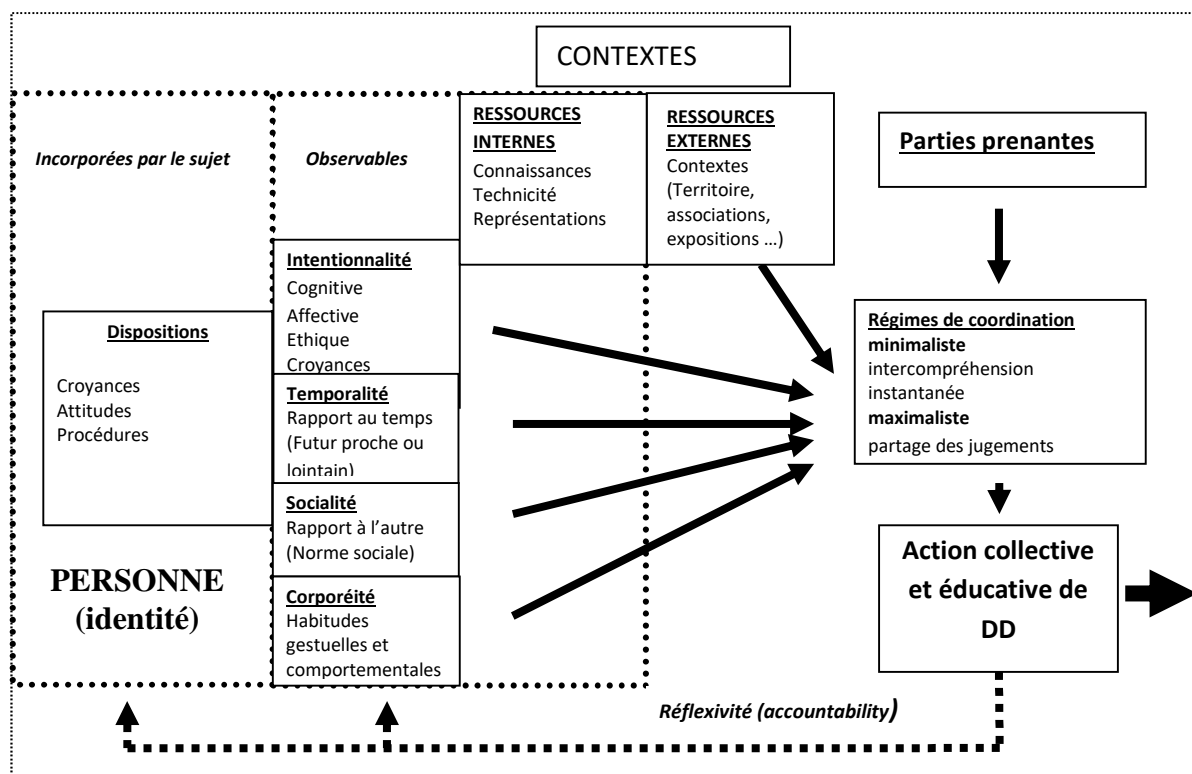 CONTEXTES
Incorporées par le sujet
Observables
RESSOURCES
INTERNES
Connaissances
Technicité
Représentations
RESSOURCES
EXTERNES
Contextes
(Territoire,
associations,
expositions ...)
Parties prenantes
Dispositions
Croyances
Attitudes
Procédures
Intentionnalité
Cognitive
Affective
Ethique
Croyances
Temporalité
Rapport au temps
(Futur proche ou
lointain)
Socialité
Rapport à l'autre
(Norme sociale)
Corporéité
Habitudes
gestuelles et
comportementales
PERSONNE
(identité)
Régimes de coordination
minimaliste
intercompréhension
instantanée
maximaliste
partage des jugements
Action collective
et éducative de
DD
Réflexivité (accountability)